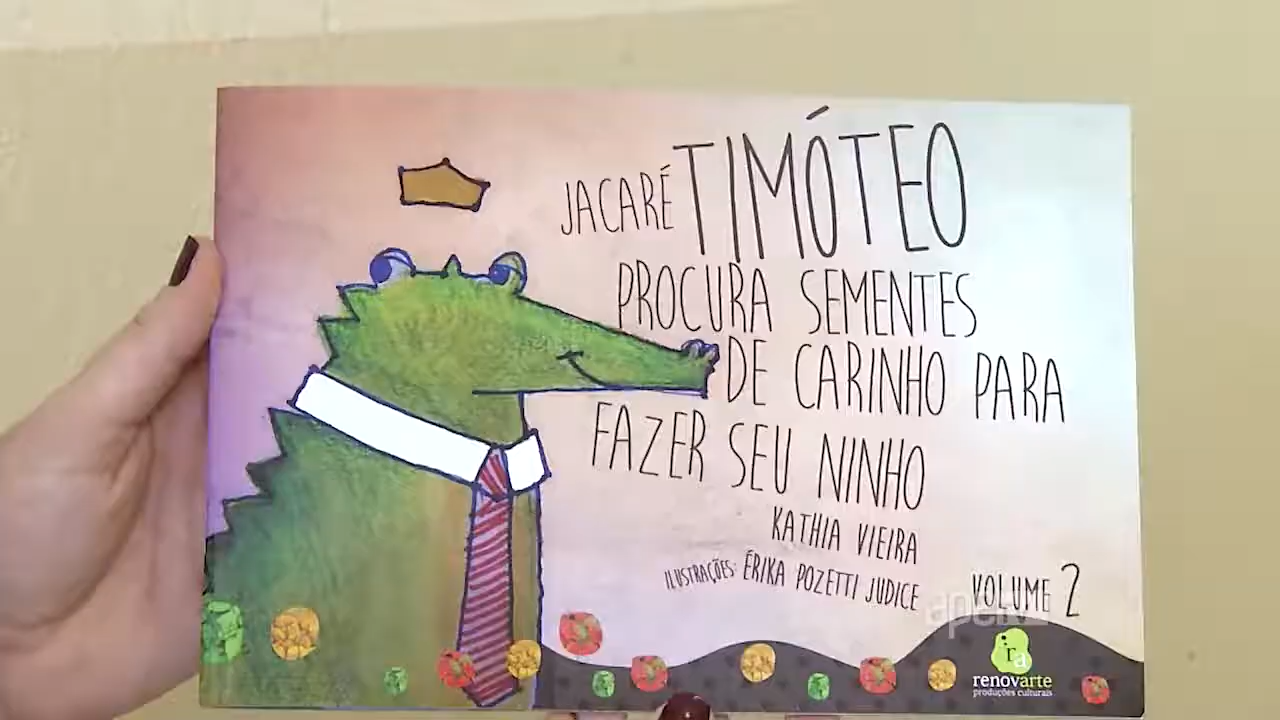 JACARÉ TIMÓTEO
PROCURA SEMENTES
DE CARINHO PARA
FAZER SEU NINHO
KATHIA VIEIRA
ILUSTRAÇÕES: ÉRIKA POZETTI JUDICE
VOLUME 2
ra
renovarte
produções culturais